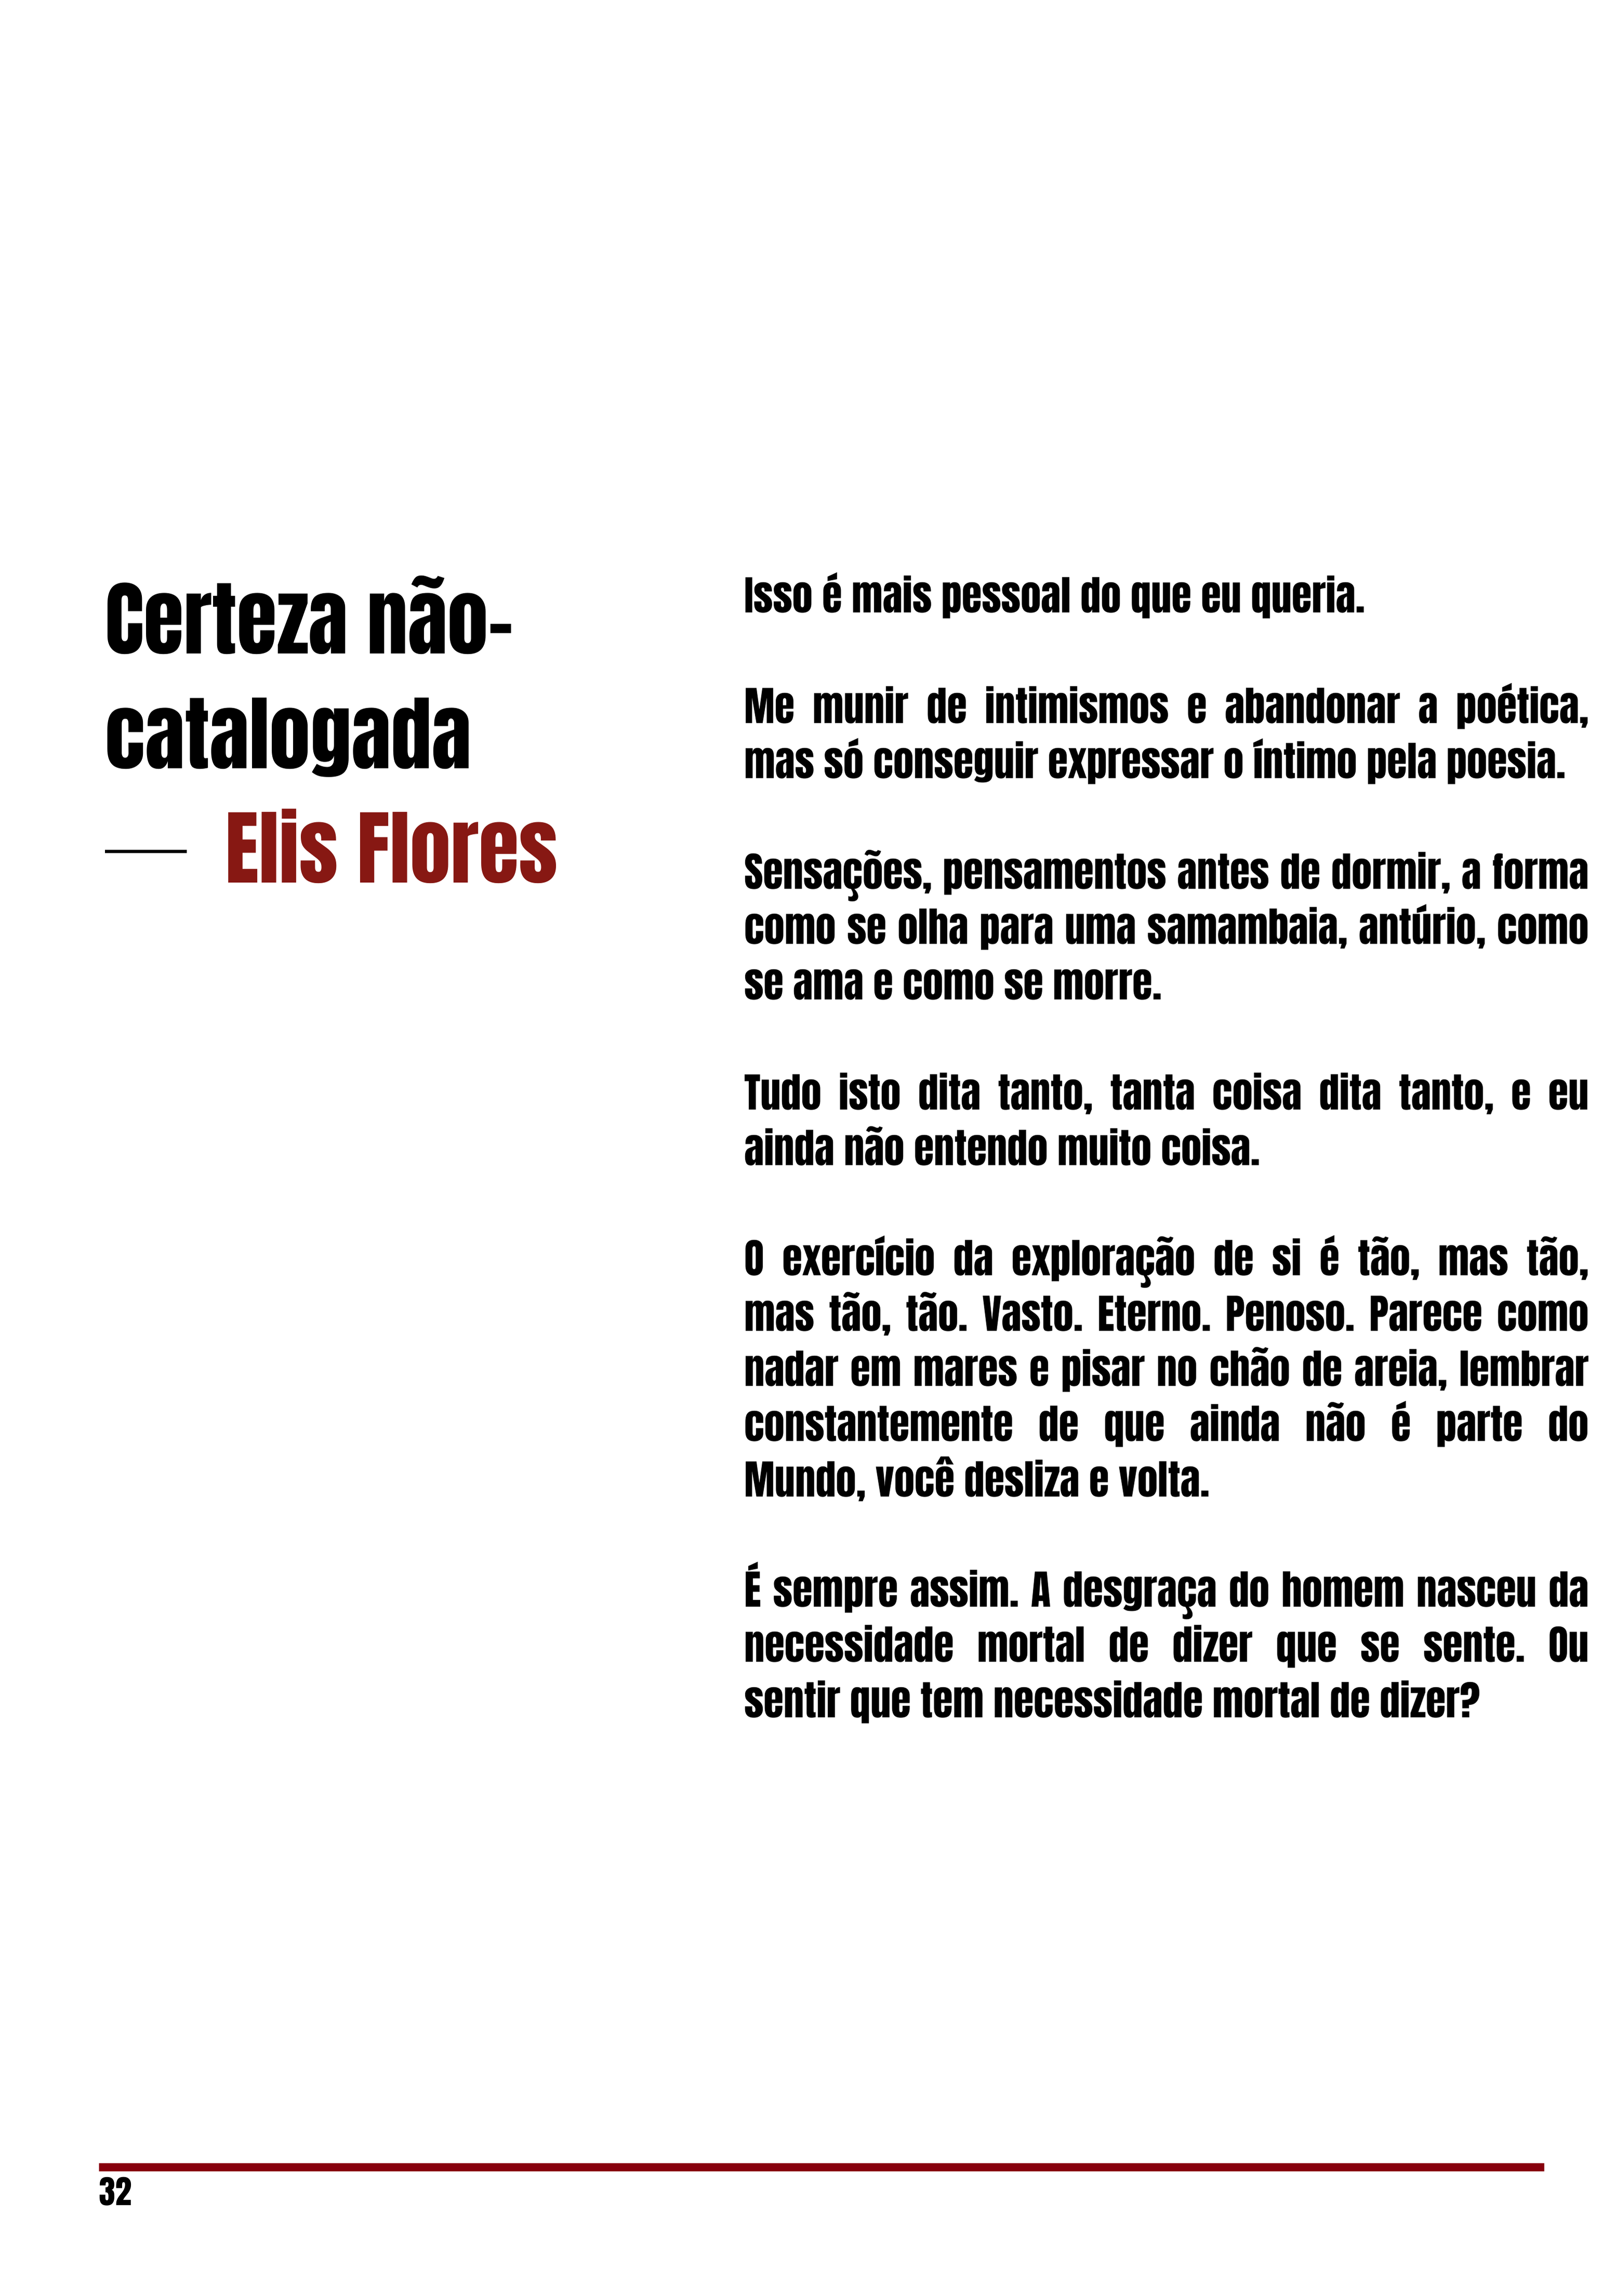 Certeza não-
catalogada
Elis Flores
Isso é mais pessoal do que eu queria.
Me munir de intimismos e abandonar a poética,
mas só conseguir expressar o íntimo pela poesia.
Sensações, pensamentos antes de dormir, a forma
como se olha para uma samambaia, antúrio, como
se ama e como se morre.
Tudo isto dita tanto, tanta coisa dita tanto, e eu
ainda não entendo muito coisa.
O exercício da exploração de si é tão, mas tão,
mas tão, tão. Vasto. Eterno. Penoso. Parece como
nadar em mares e pisar no chão de areia, lembrar
constantemente de que ainda não é parte do
Mundo, você desliza e volta.
É sempre assim. A desgraça do homem nasceu da
necessidade mortal de dizer que se sente. Ou
sentir que tem necessidade mortal de dizer?
32